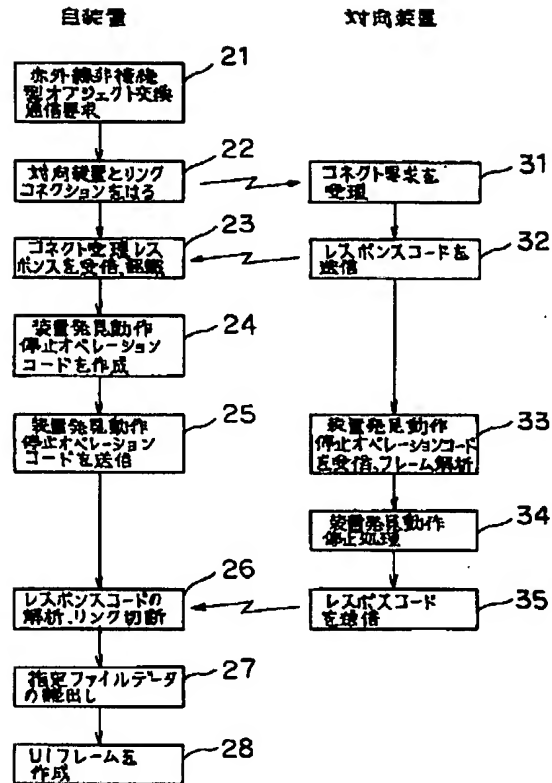 自装置
対向装置
21
赤外線非接続
型オブジェクト交換
通信要求
22
対向装置とリンク
コネクションをはる
31
コネクト要求を
受理
23
コネクト受理レス
ポンスを受信、認識
32
レスポンスコードを
送信
24
装置発見動作
停止オペレーション
コードを作成
25
装置発見動作
停止オペレーション
コードを送信
33
装置発見動作
停止オペレーションコード
を受信、フレーム解析
34
装置発見動作
停止処理
26
レスポンスコードの
解析、リンク切断
35
レスポスコード
を送信
27
指定ファイルデータ
の読出し
28
UIフレームを
作成